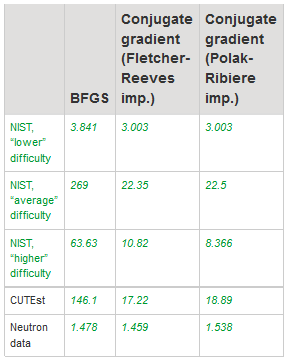 BFGS
Conjugate
gradient
(Fletcher-
Reeves
imp.)
Conjugate
gradient
(Polak-
Ribiere
imp.)
NIST,
“lower”
difficulty
3.841
3.003
3.003
NIST,
“average”
difficulty
269
22.35
22.5
NIST,
“higher”
difficulty
63.63
10.82
8.366
CUTEst
146.1
17.22
18.89
Neutron
data
1.478
1.459
1.538